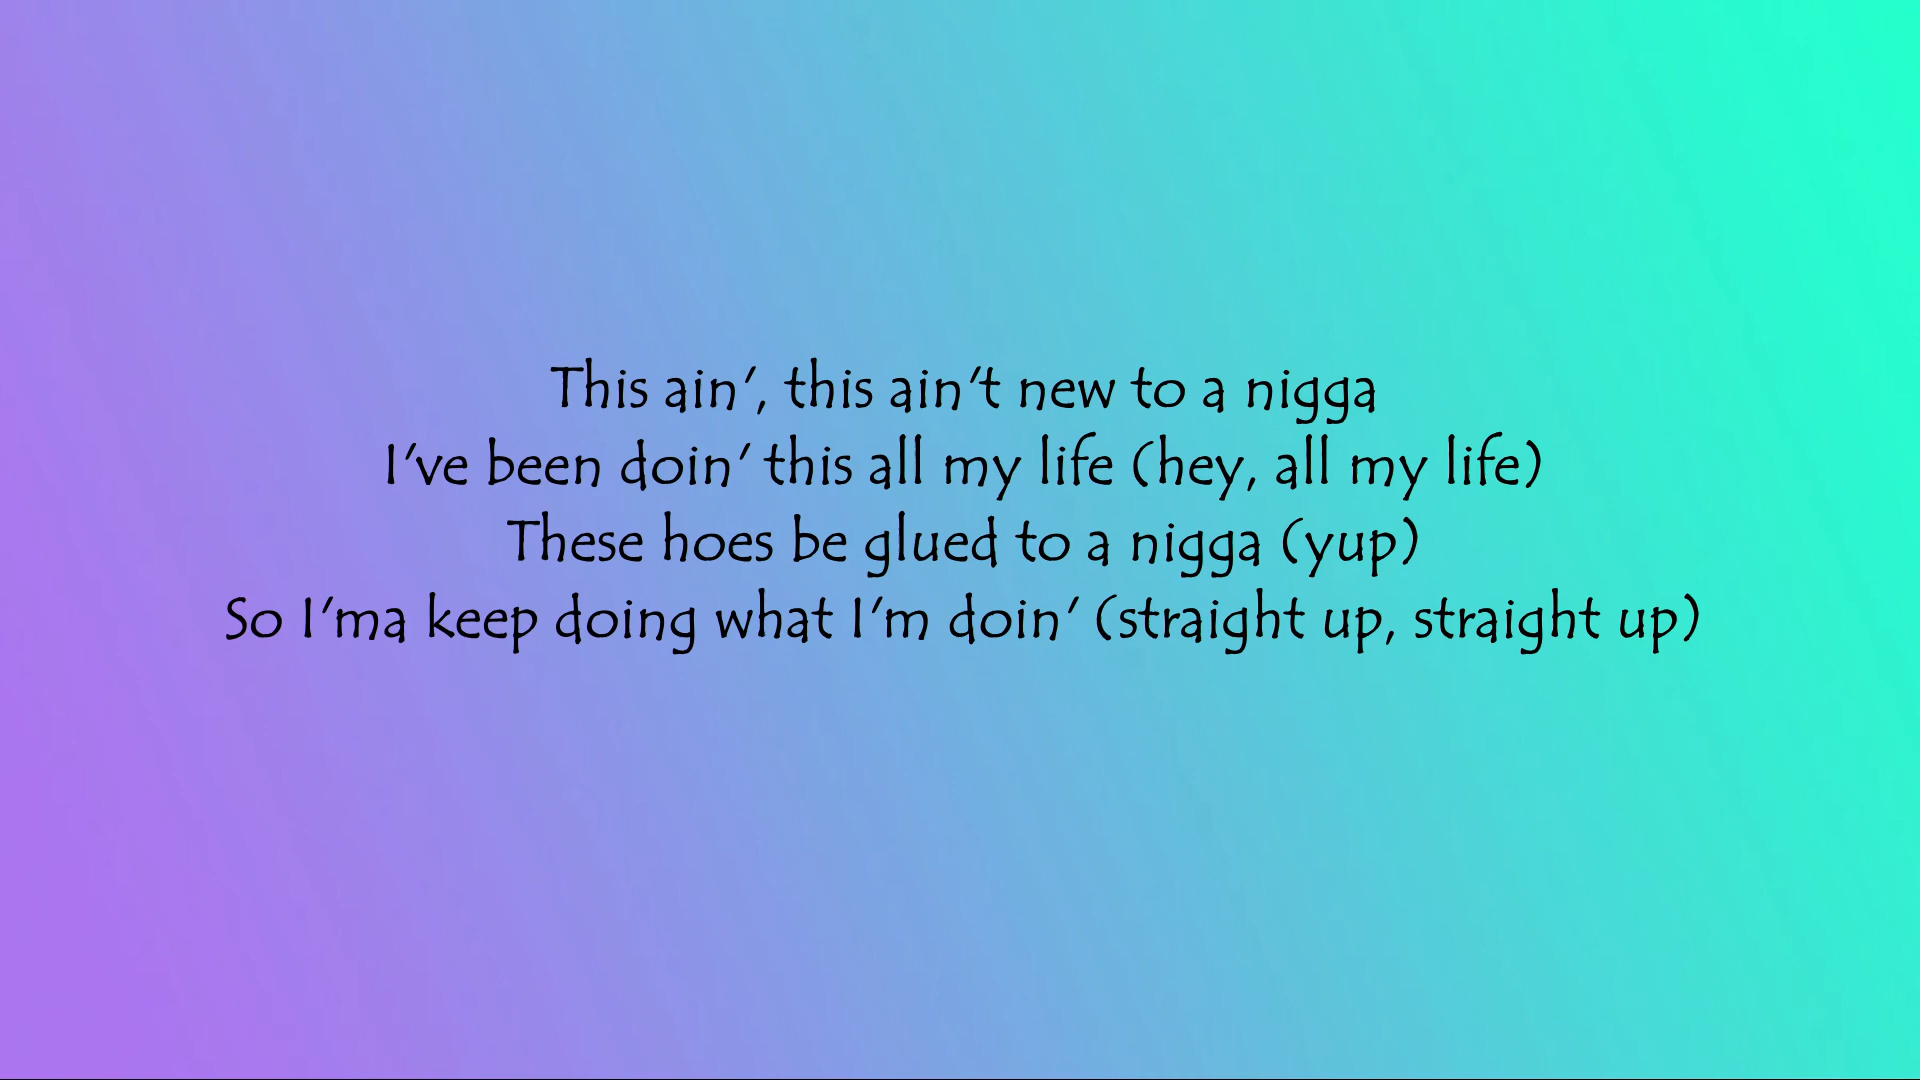 This ain', this ain't new to a nigga
I've been doin' this all my life (hey, all my life)
These hoes be glued to a nigga (yup)
So I'ma keep doing what I'm doin' (straight up, straight up)